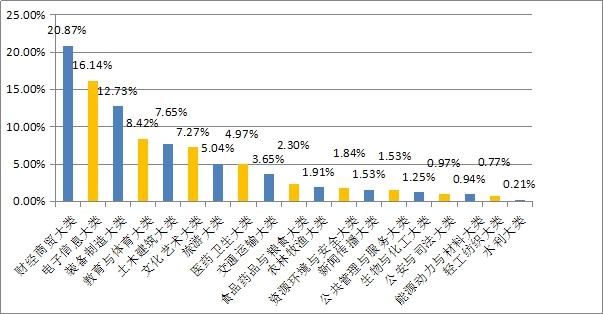 25.00%
20.00%
15.00%
10.00%
5.00%
0.00%
20.87%
16.14%
12.73%
8.42%
7.65%
7.27%
5.04%
4.97%
3.65%
2.30%
1.91%
1.84%
1.53%
1.53%
1.25%
0.97%
0.94%
0.77%
0.21%
财经商贸大类
电子信息大类
装备制造大类
教育与体育大类
土木建筑大类
文化艺术大类
旅游大类
医药卫生大类
交通运输大类
食品药品与粮食大类
农林牧渔大类
资源环境与安全大类
新闻传播大类
公共管理与服务大类
生物与化工大类
公安与司法大类
能源动力与材料大类
轻工纺织大类
水利大类